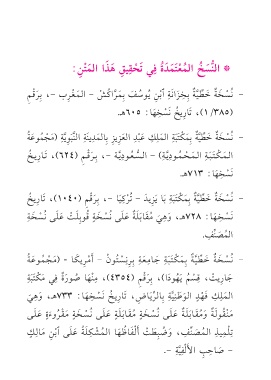 * النُّسَخُ المُعْتَمَدَةُ فِي تَحْقِيقِ هَذَا المَتْنِ:
- نُسْخَةٌ خَطِّيَّةٌ بِخِزَانَةِ ٱبْنِ يُوسُفَ بِمَرَّاكُشَ - المَغْرِب -، بِرَقْمِ
(٣٨٥/ ١)، تَارِيخُ نَسْخِهَا: ٦٠٥هـ.
- نُسْخَةٌ خَطِّيَّةٌ بِمَكْتَبَةِ المَلِكِ عَبْدِ العَزِيزِ بِالمَدِينَةِ النَّبَوِيَّةِ (مَجْمُوعَةُ
المَكْتَبَةِ المَحْمُودِيَّةِ) - السُّعُودِيَّة -، بِرَقْمِ (٦٢٤)، تَارِيخُ
نَسْخِهَا: ٧١٣هـ.
- نُسْخَةٌ خَطِّيَّةٌ بِمَكْتَبَةِ بَا يَزِيدَ - تُرْكِيَا -، بِرَقْمِ (١٠٤٠)، تَارِيخُ
نَسْخِهَا: ٧٢٨هـ، وَهِيَ مُقَابَلَةٌ عَلَى نُسْخَةٍ قُوبِلَتْ عَلَى نُسْخَةِ
المُصَنِّفِ.
- نُسْخَةٌ خَطِّيَّةٌ بِمَكْتَبَةِ جَامِعَةِ بِرِنِسْتُونَ - أَمْرِيكَا - (مَجْمُوعَةُ
جَارِيتْ، قِسْمُ يَهُودَا)، بِرَقْمِ (٤٣٥٤)، مِنْهَا صُورَةٌ فِي مَكْتَبَةِ
المَلِكِ فَهْدٍ الوَطَنِيَّةِ بِالرِّيَاضِ، تَارِيخُ نَسْخِهَا: ٧٣٣هـ، وَهِيَ
مَنْقُولَةٌ وَمُقَابَلَةٌ عَلَى نُسْخَةٍ مُقَابَلَةٍ عَلَى نُسْخَةٍ مَقْرُوءَةٍ عَلَى
تِلْمِيذِ المُصَنِّفِ، وَضُبِطَتْ أَلْفَاظُهَا المُشْكِلَةُ عَلَى ٱبْنِ مَالِكٍ
- صَاحِبِ الأَلْفِيَّةِ -.